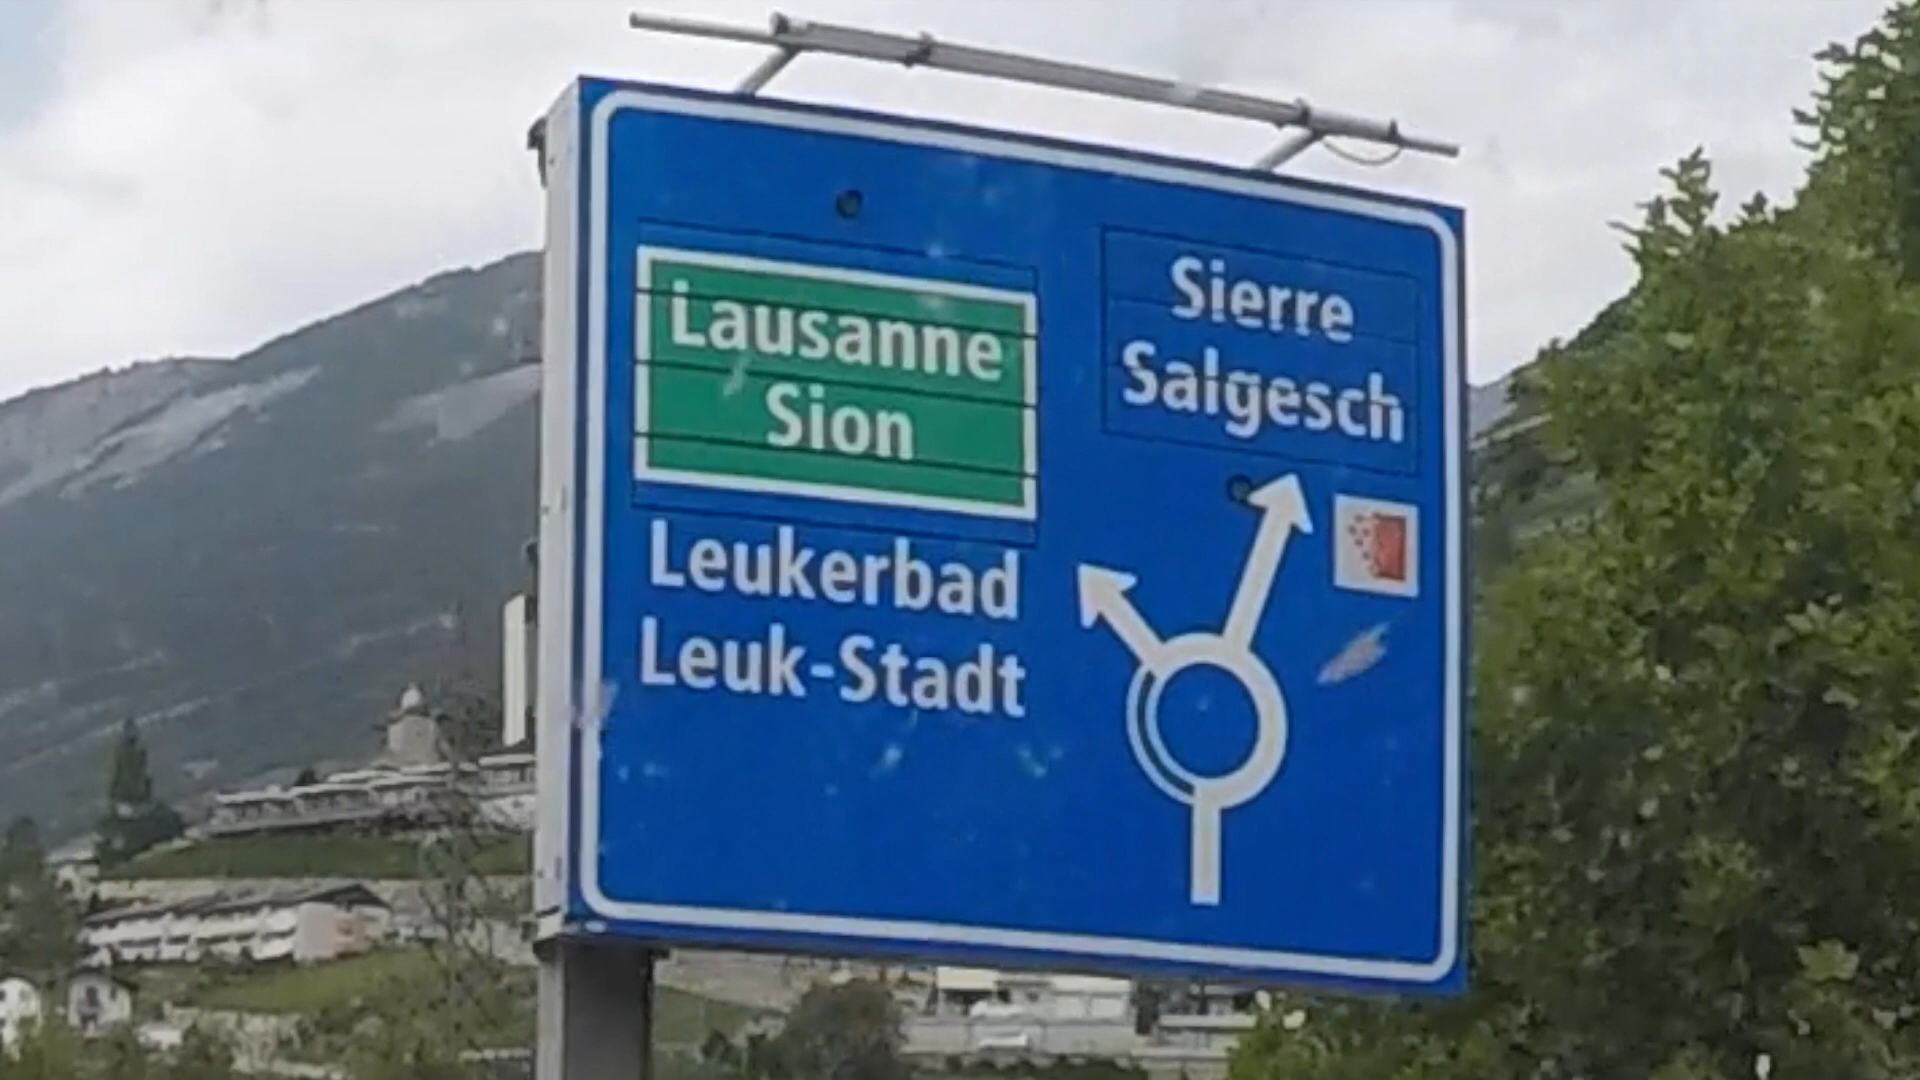 Lausanne
Sion
Leukerbad
Leuk-Stadt
Sierre
Salgesch